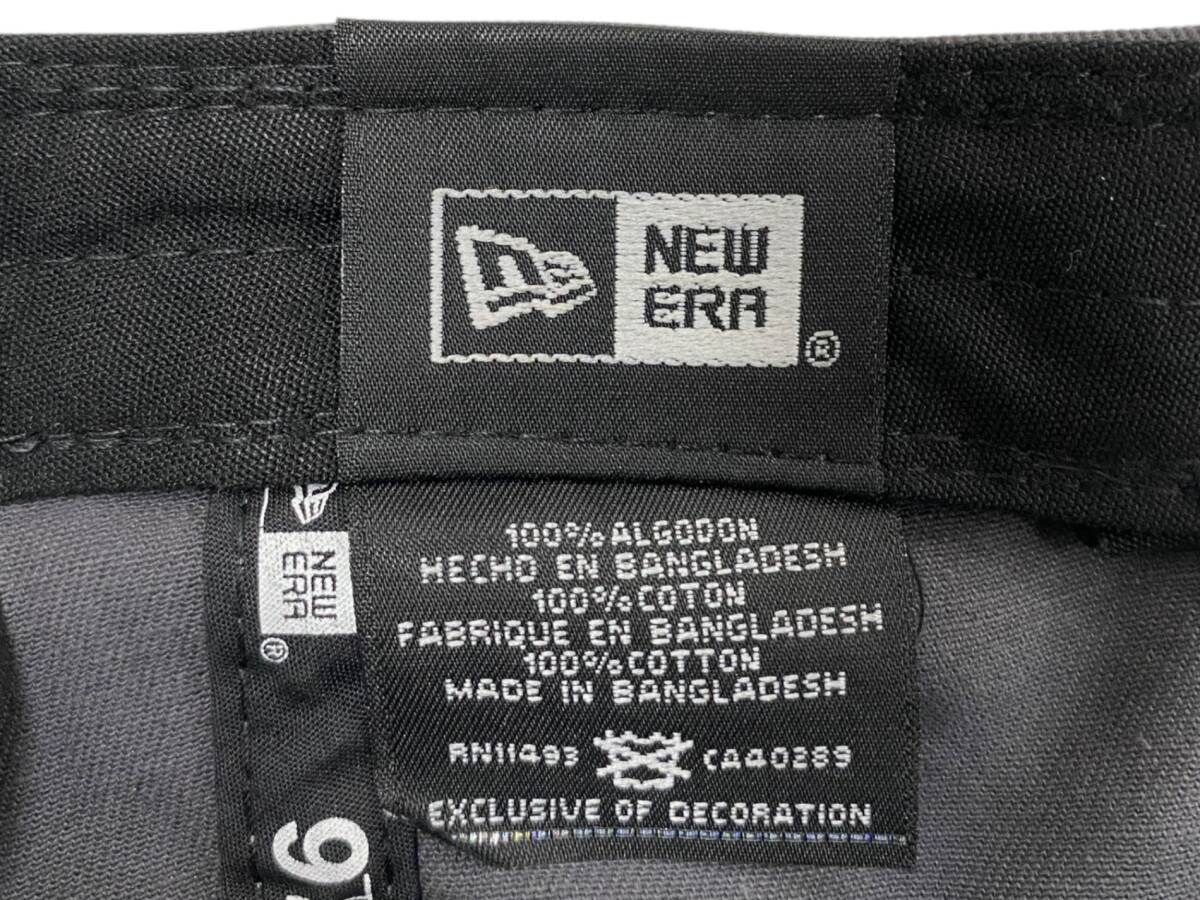 NEW
ERA
®
100% ALGODON
HECHO EN BANGLADESH
100% COTON
FABRIQUE EN BANGLADESH
100% COTTON
MADE IN BANGLADESH
RN11493 CA40289
EXCLUSIVE OF DECORATION
NEW
ERA
®